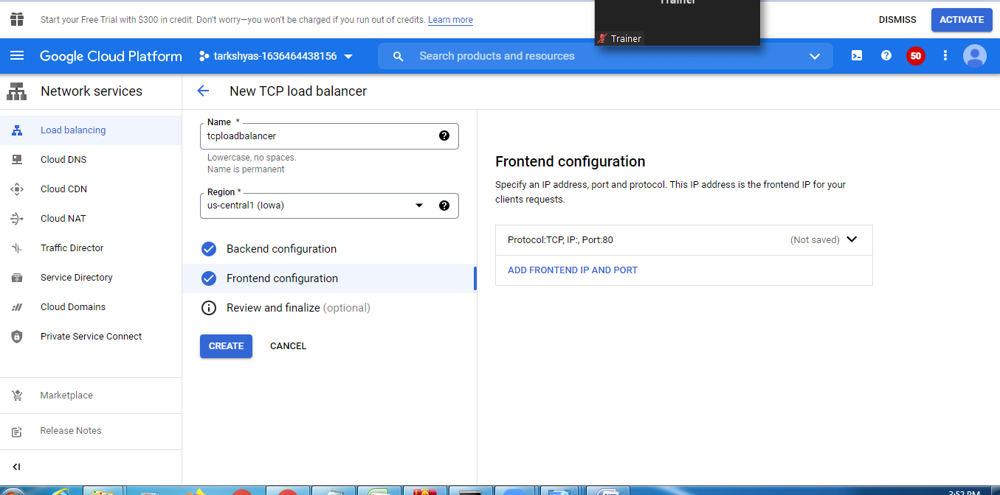 Start your Free Trial with $300 in credit. Don't worry—you won't be charged if you run out of credits. Learn more
DISMISS
ACTIVATE
Trainer
Trainer
Google Cloud Platform
tarkshyas-1636464438156
Search products and resources
50
Network services
New TCP load balancer
Load balancing
Cloud DNS
Cloud CDN
Cloud NAT
Traffic Director
Service Directory
Cloud Domains
Private Service Connect
Marketplace
Release Notes
Name *
tcploadbalancer
Lowercase, no spaces.
Name is permanent
Region *
us-central1 (Iowa)
Backend configuration
Frontend configuration
Review and finalize (optional)
CREATE
CANCEL
Frontend configuration
Specify an IP address, port and protocol. This IP address is the frontend IP for your
clients requests.
Protocol:TCP, IP:, Port:80
(Not saved)
ADD FRONTEND IP AND PORT